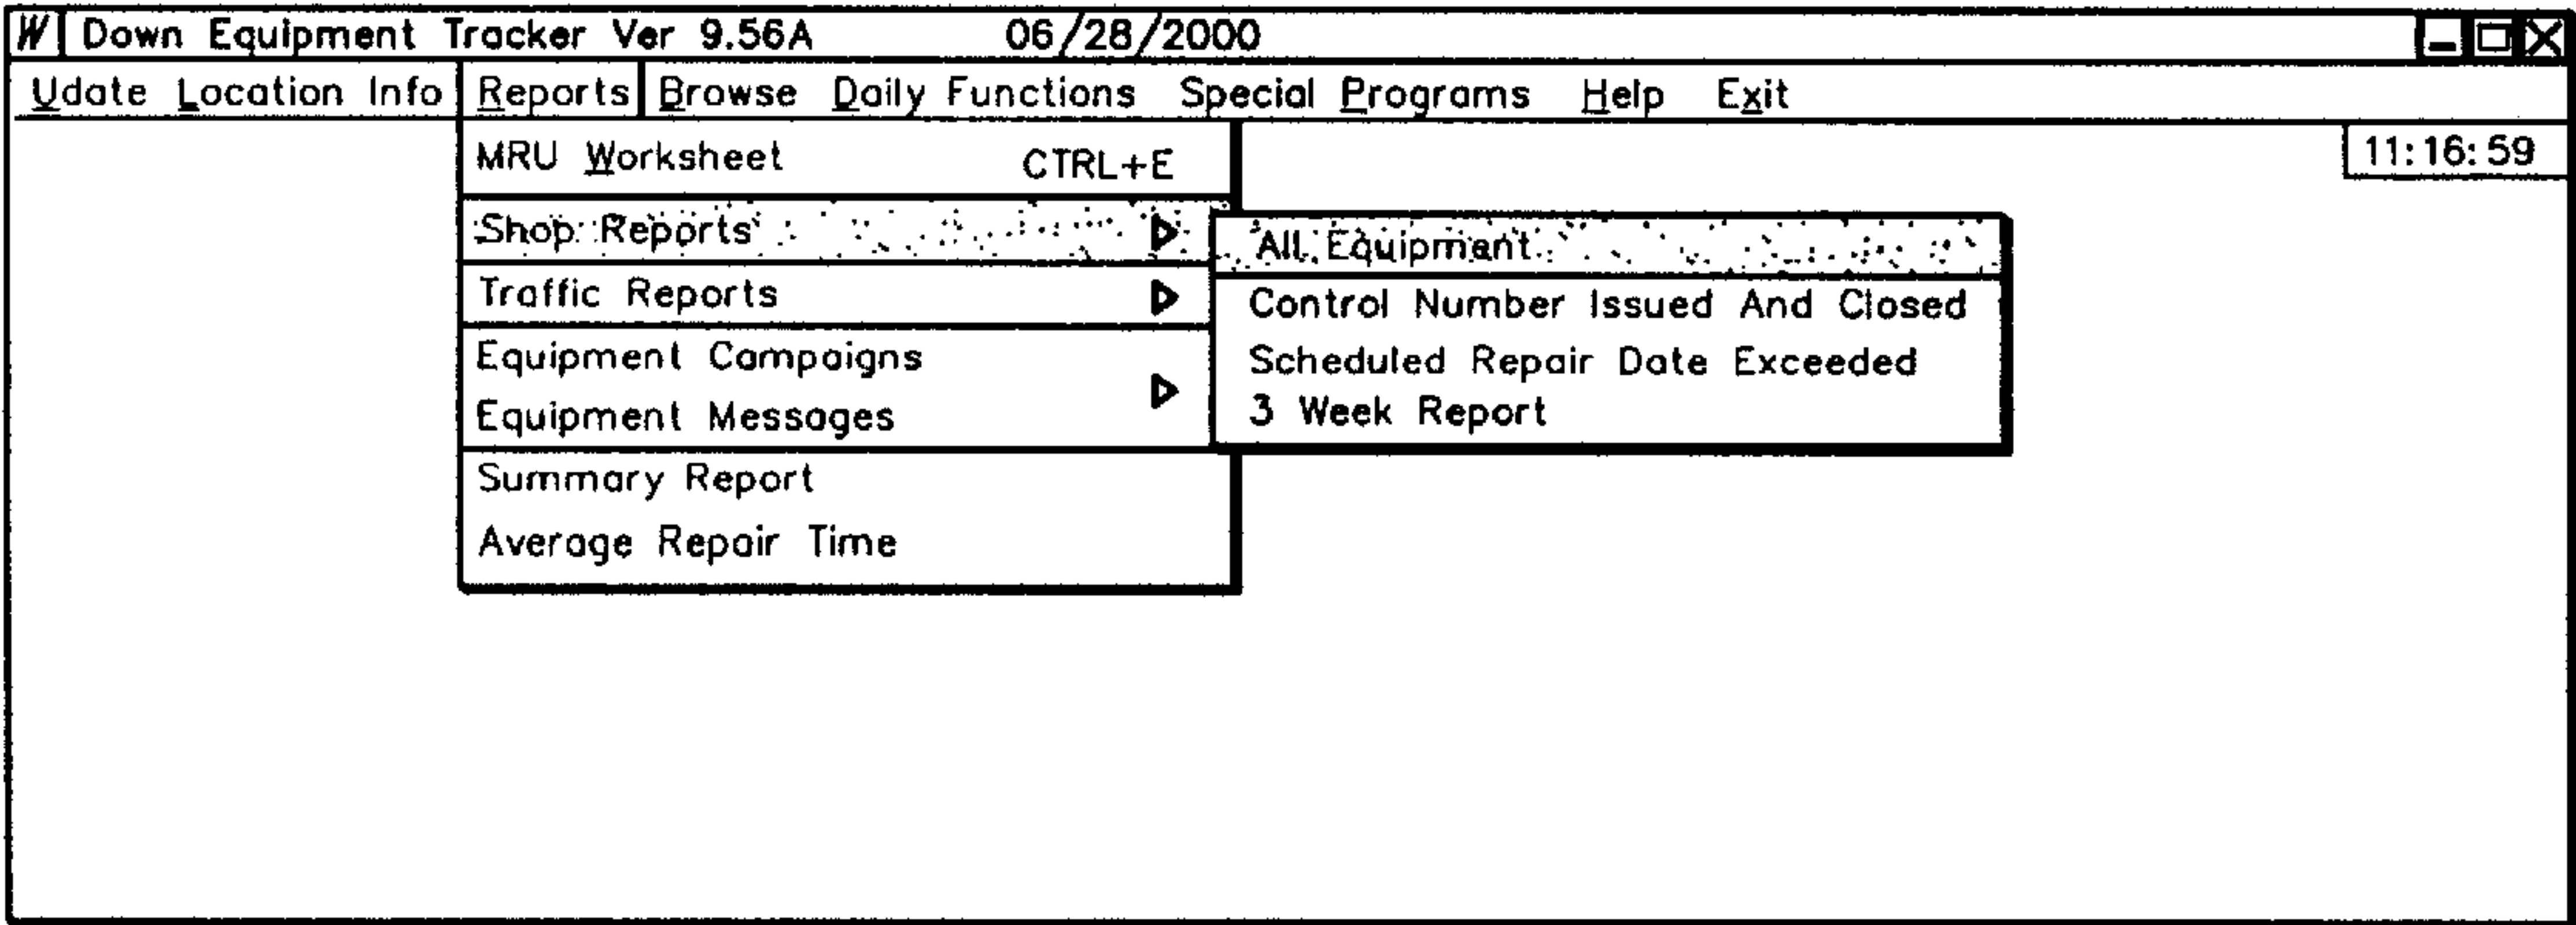 W Down Equipment Tracker Ver 9.56A 06/28/2000
Udate Location Info Reports Browse Daily Functions Special Programs Help Exit
11:16:59
MRU Worksheet CTRL+E
Shop Reports
Traffic Reports
Equipment Campaigns
Equipment Messages
Summary Report
Average Repair Time
All Equipment
Control Number Issued And Closed
Scheduled Repair Date Exceeded
3 Week Report